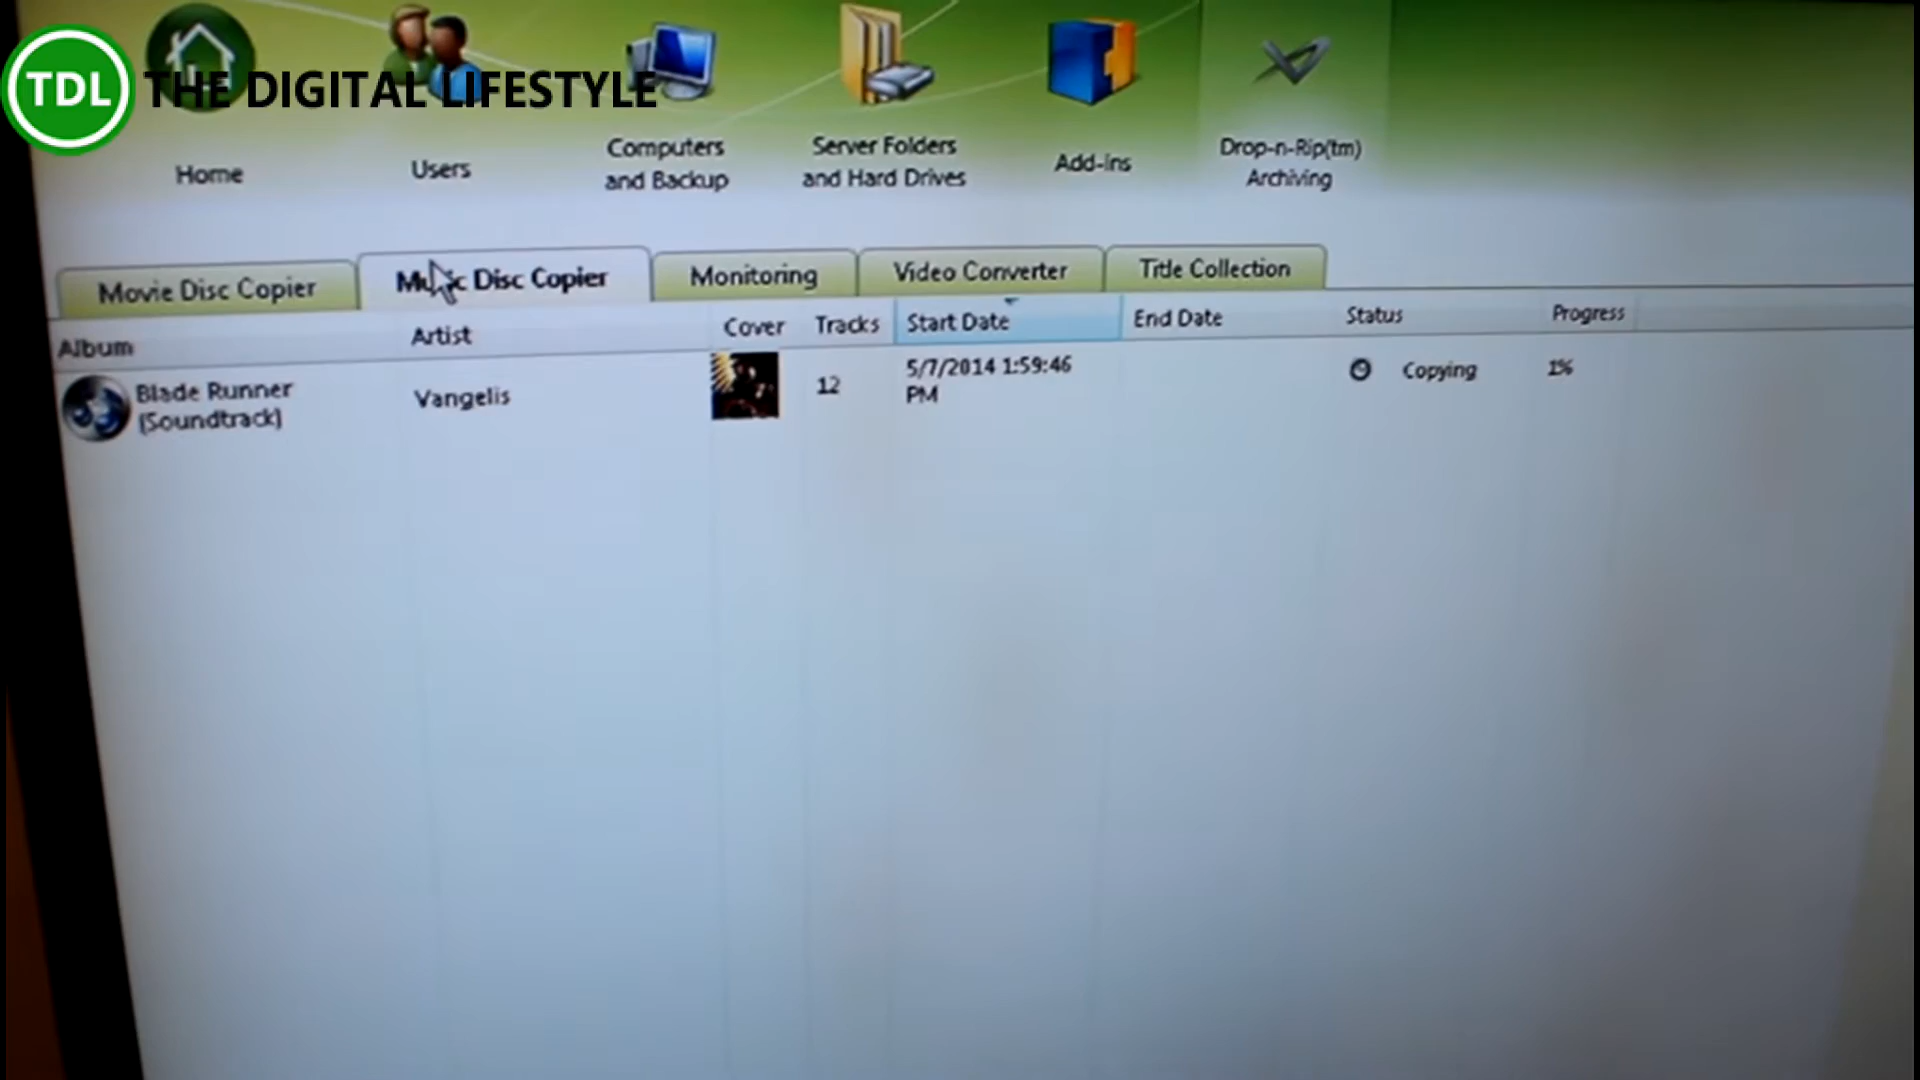 TDL THE DIGITAL LIFESTYLE
Home
Users
Computers
and Backup
Server Folders
and Hard Drives
Add-ins
Drop-n-Rip(tm)
Archiving
Movie Disc Copier
Music Disc Copier
Monitoring
Video Converter
Title Collection
Album
Artist
Cover
Tracks
Start Date
End Date
Status
Progress
Blade Runner
(Soundtrack)
Vangelis
12
5/7/2014 1:59:46
PM
Copying
1%